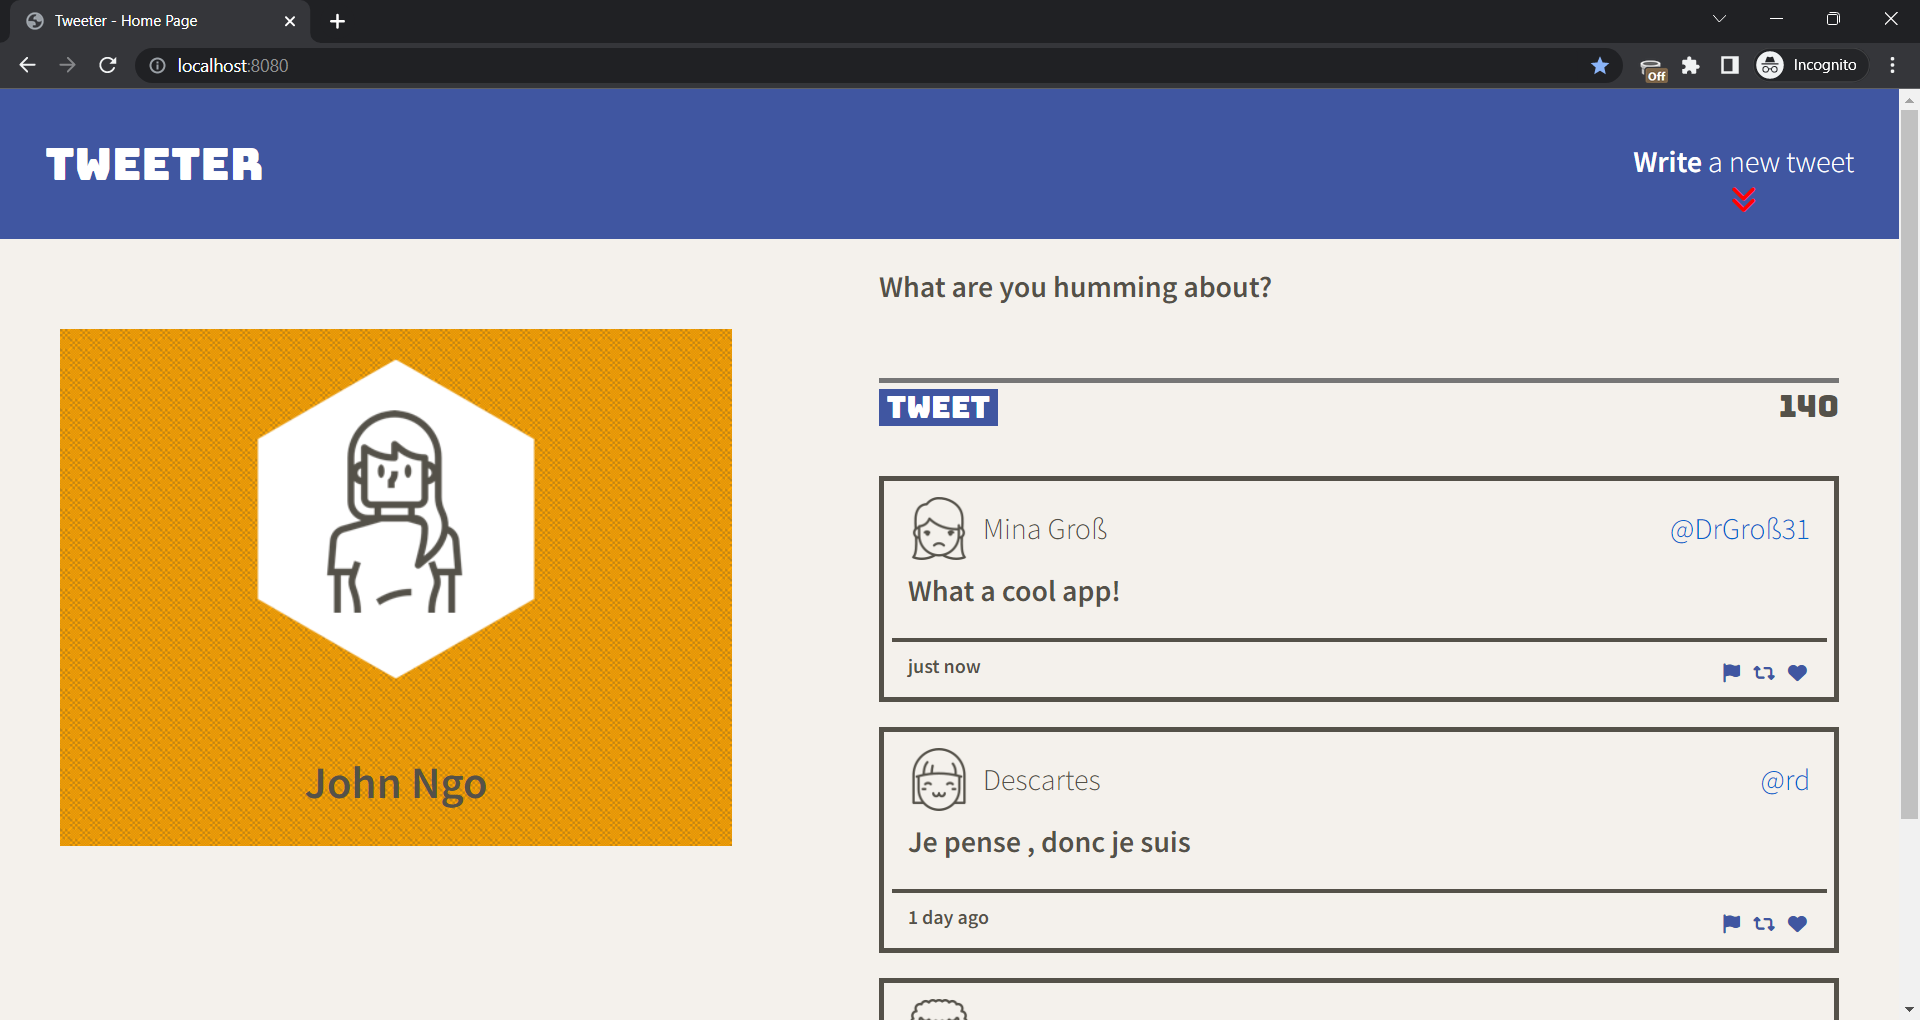 Tweeter - Home Page
localhost:8080
Off
Incognito
TWEETER
Write a new tweet
What are you humming about?
TWEET
140
John Ngo
Mina Groß
@DrGroß31
What a cool app!
just now
Descartes
@rd
Je pense , donc je suis
1 day ago